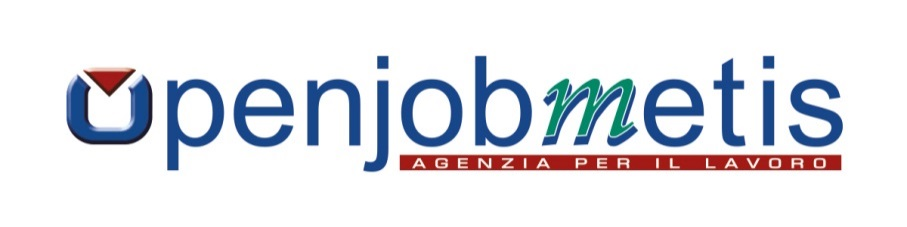 Openjobmetis
AGENZIA PER IL LAVORO